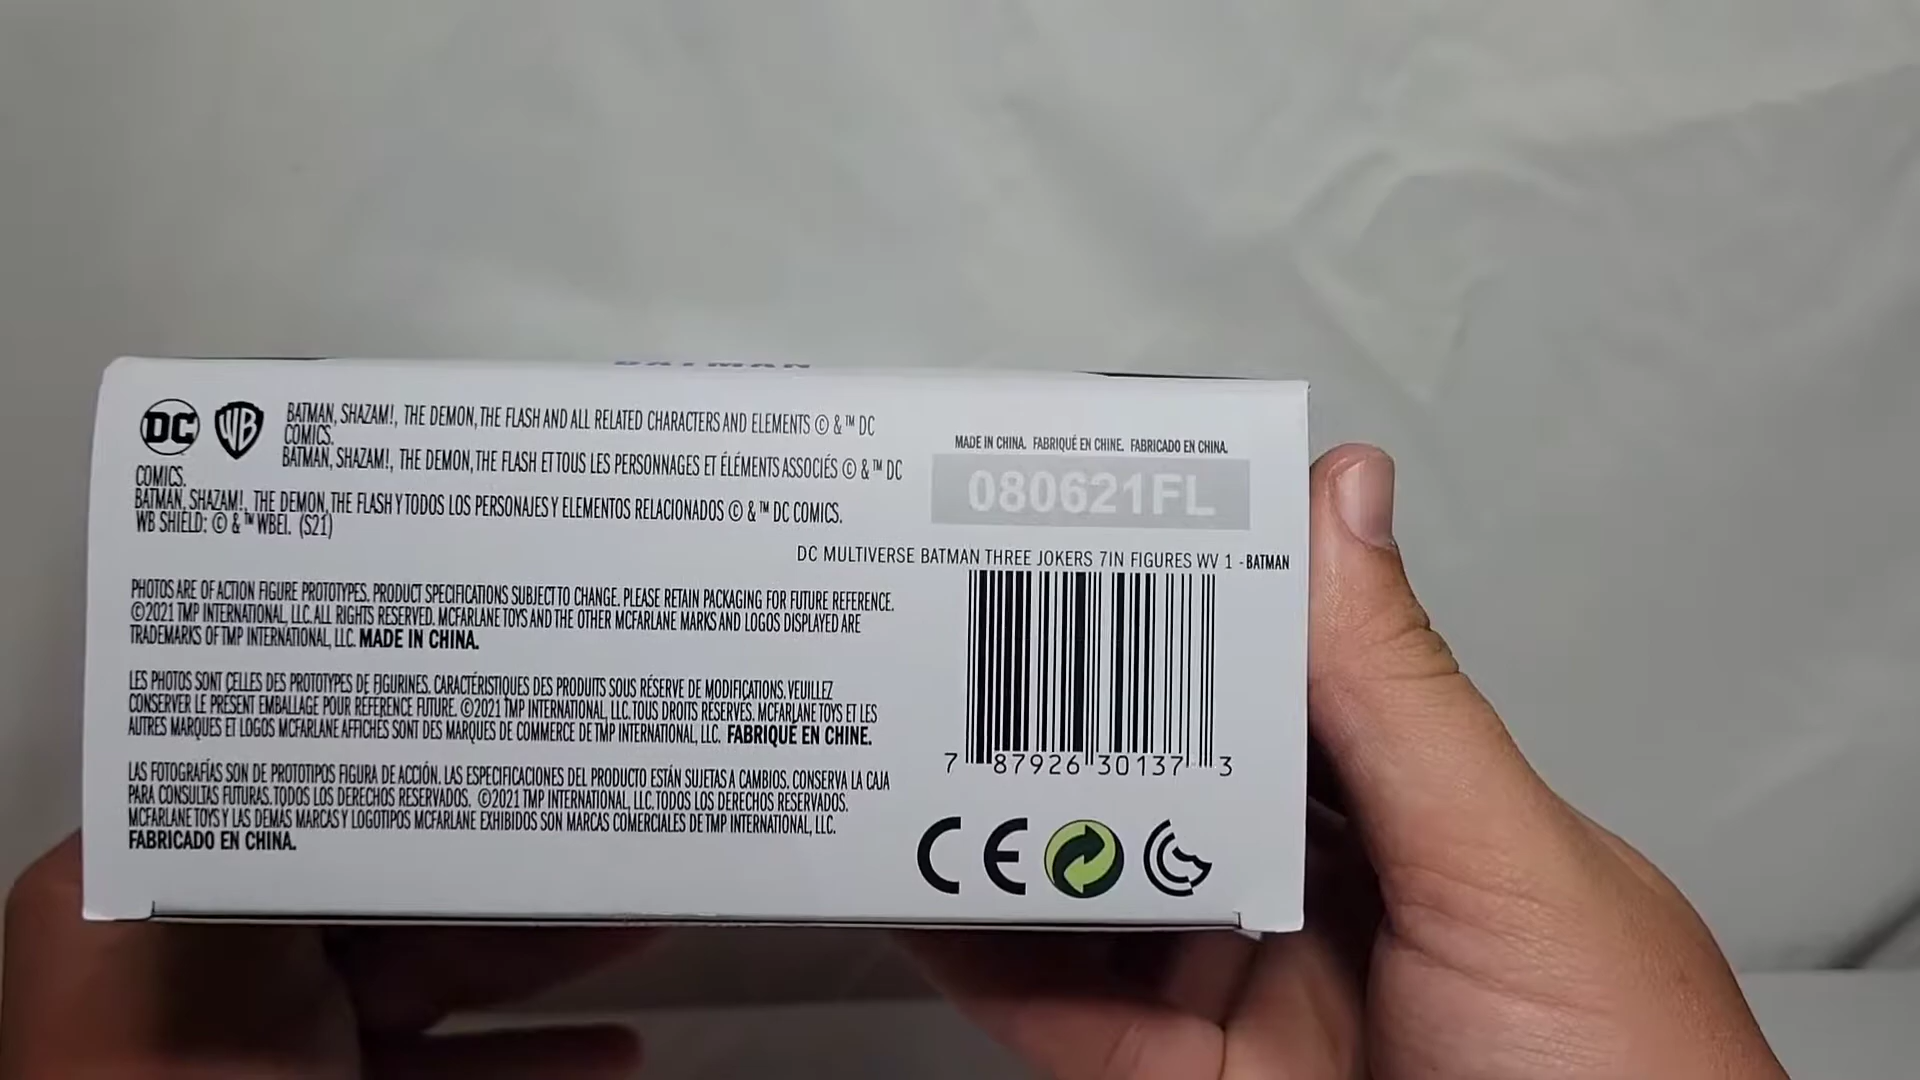 BATMAN
DC
WB
BATMAN, SHAZAM!, THE DEMON, THE FLASH AND ALL RELATED CHARACTERS AND ELEMENTS © & ™ DC
COMICS.
BATMAN, SHAZAM!, THE DEMON, THE FLASH ET TOUS LES PERSONNAGES ET ÉLÉMENTS ASSOCIÉS © & ™ DC
COMICS.
BATMAN, SHAZAM!, THE DEMON, THE FLASH Y TODOS LOS PERSONAJES Y ELEMENTOS RELACIONADOS © & ™ DC COMICS.
WB SHIELD: © & ™ WBEI. (S21)
PHOTOS ARE OF ACTION FIGURE PROTOTYPES. PRODUCT SPECIFICATIONS SUBJECT TO CHANGE. PLEASE RETAIN PACKAGING FOR FUTURE REFERENCE.
©2021 TMP INTERNATIONAL, LLC. ALL RIGHTS RESERVED. MCFARLANE TOYS AND THE OTHER MCFARLANE MARKS AND LOGOS DISPLAYED ARE
TRADEMARKS OF TMP INTERNATIONAL, LLC. MADE IN CHINA.
LES PHOTOS SONT CELLES DES PROTOTYPES DE FIGURINES. CARACTÉRISTIQUES DES PRODUITS SOUS RÉSERVE DE MODIFICATIONS. VEUILLEZ
CONSERVER LE PRÉSENT EMBALLAGE POUR RÉFÉRENCE FUTURE. ©2021 TMP INTERNATIONAL, LLC. TOUS DROITS RÉSERVÉS. MCFARLANE TOYS ET LES
AUTRES MARQUES ET LOGOS MCFARLANE AFFICHÉS SONT DES MARQUES DE COMMERCE DE TMP INTERNATIONAL, LLC. FABRIQUÉ EN CHINE.
LAS FOTOGRAFÍAS SON DE PROTOTIPOS FIGURA DE ACCIÓN. LAS ESPECIFICACIONES DEL PRODUCTO ESTÁN SUJETAS A CAMBIOS. CONSERVA LA CAJA
PARA CONSULTAS FUTURAS. TODOS LOS DERECHOS RESERVADOS. ©2021 TMP INTERNATIONAL, LLC. TODOS LOS DERECHOS RESERVADOS.
MCFARLANE TOYS Y LAS DEMÁS MARCAS Y LOGOTIPOS MCFARLANE EXHIBIDOS SON MARCAS COMERCIALES DE TMP INTERNATIONAL, LLC.
FABRICADO EN CHINA.
MADE IN CHINA. FABRIQUÉ EN CHINE. FABRICADO EN CHINA.
080621FL
DC MULTIVERSE BATMAN THREE JOKERS 7IN FIGURES WV 1 - BATMAN
7 87926 30137 3
CE